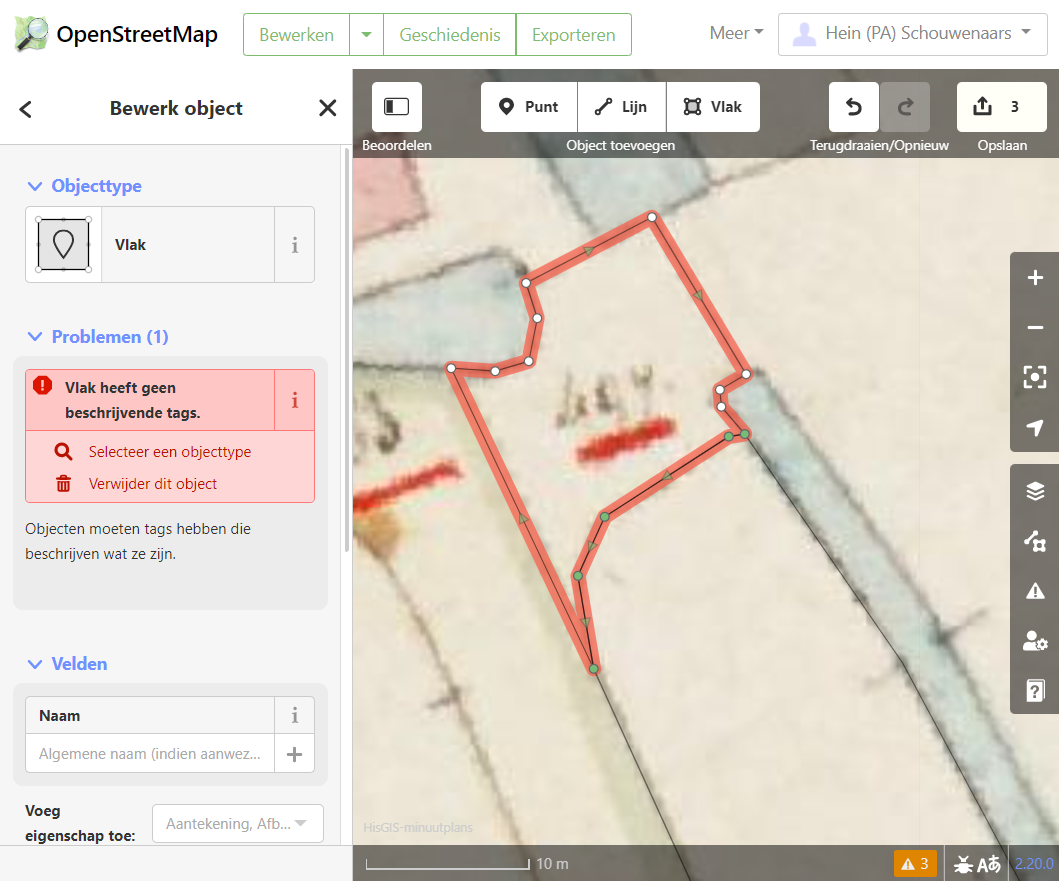 OpenStreetMap
Bewerken
Geschiedenis
Exporteren
Meer
Hein (PA) Schouwenaars
Bewerk object
Beoordelen
Punt
Lijn
Vlak
Object toevoegen
Terugdraaien/Opnieuw
3
Opslaan
Objecttype
Vlak
i
Problemen (1)
Vlak heeft geen
beschrijvende tags.
i
Selecteer een objecttype
Verwijder dit object
Objecten moeten tags hebben die
beschrijven wat ze zijn.
Velden
Naam
i
Algemene naam (indien aanwez...
Voeg
eigenschap toe:
Aantekening, Afb...
HisGIS-minuutplans
10 m
3
2.20.0